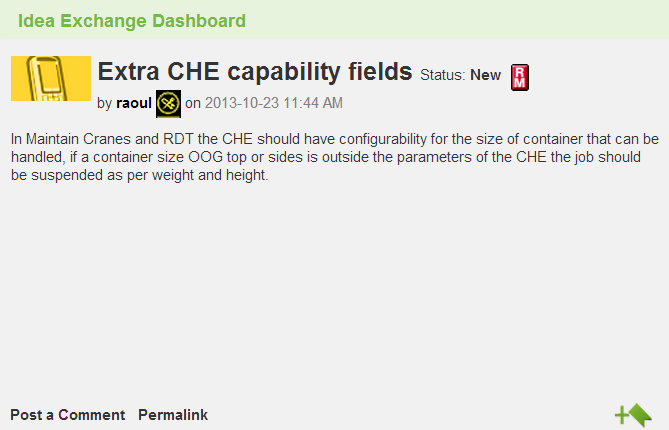 Idea Exchange Dashboard
Extra CHE capability fields Status: New RM
by raoul on 2013-10-23 11:44 AM
In Maintain Cranes and RDT the CHE should have configurability for the size of container that can be
handled, if a container size OOG top or sides is outside the parameters of the CHE the job should
be suspended as per weight and height.
Post a Comment Permalink